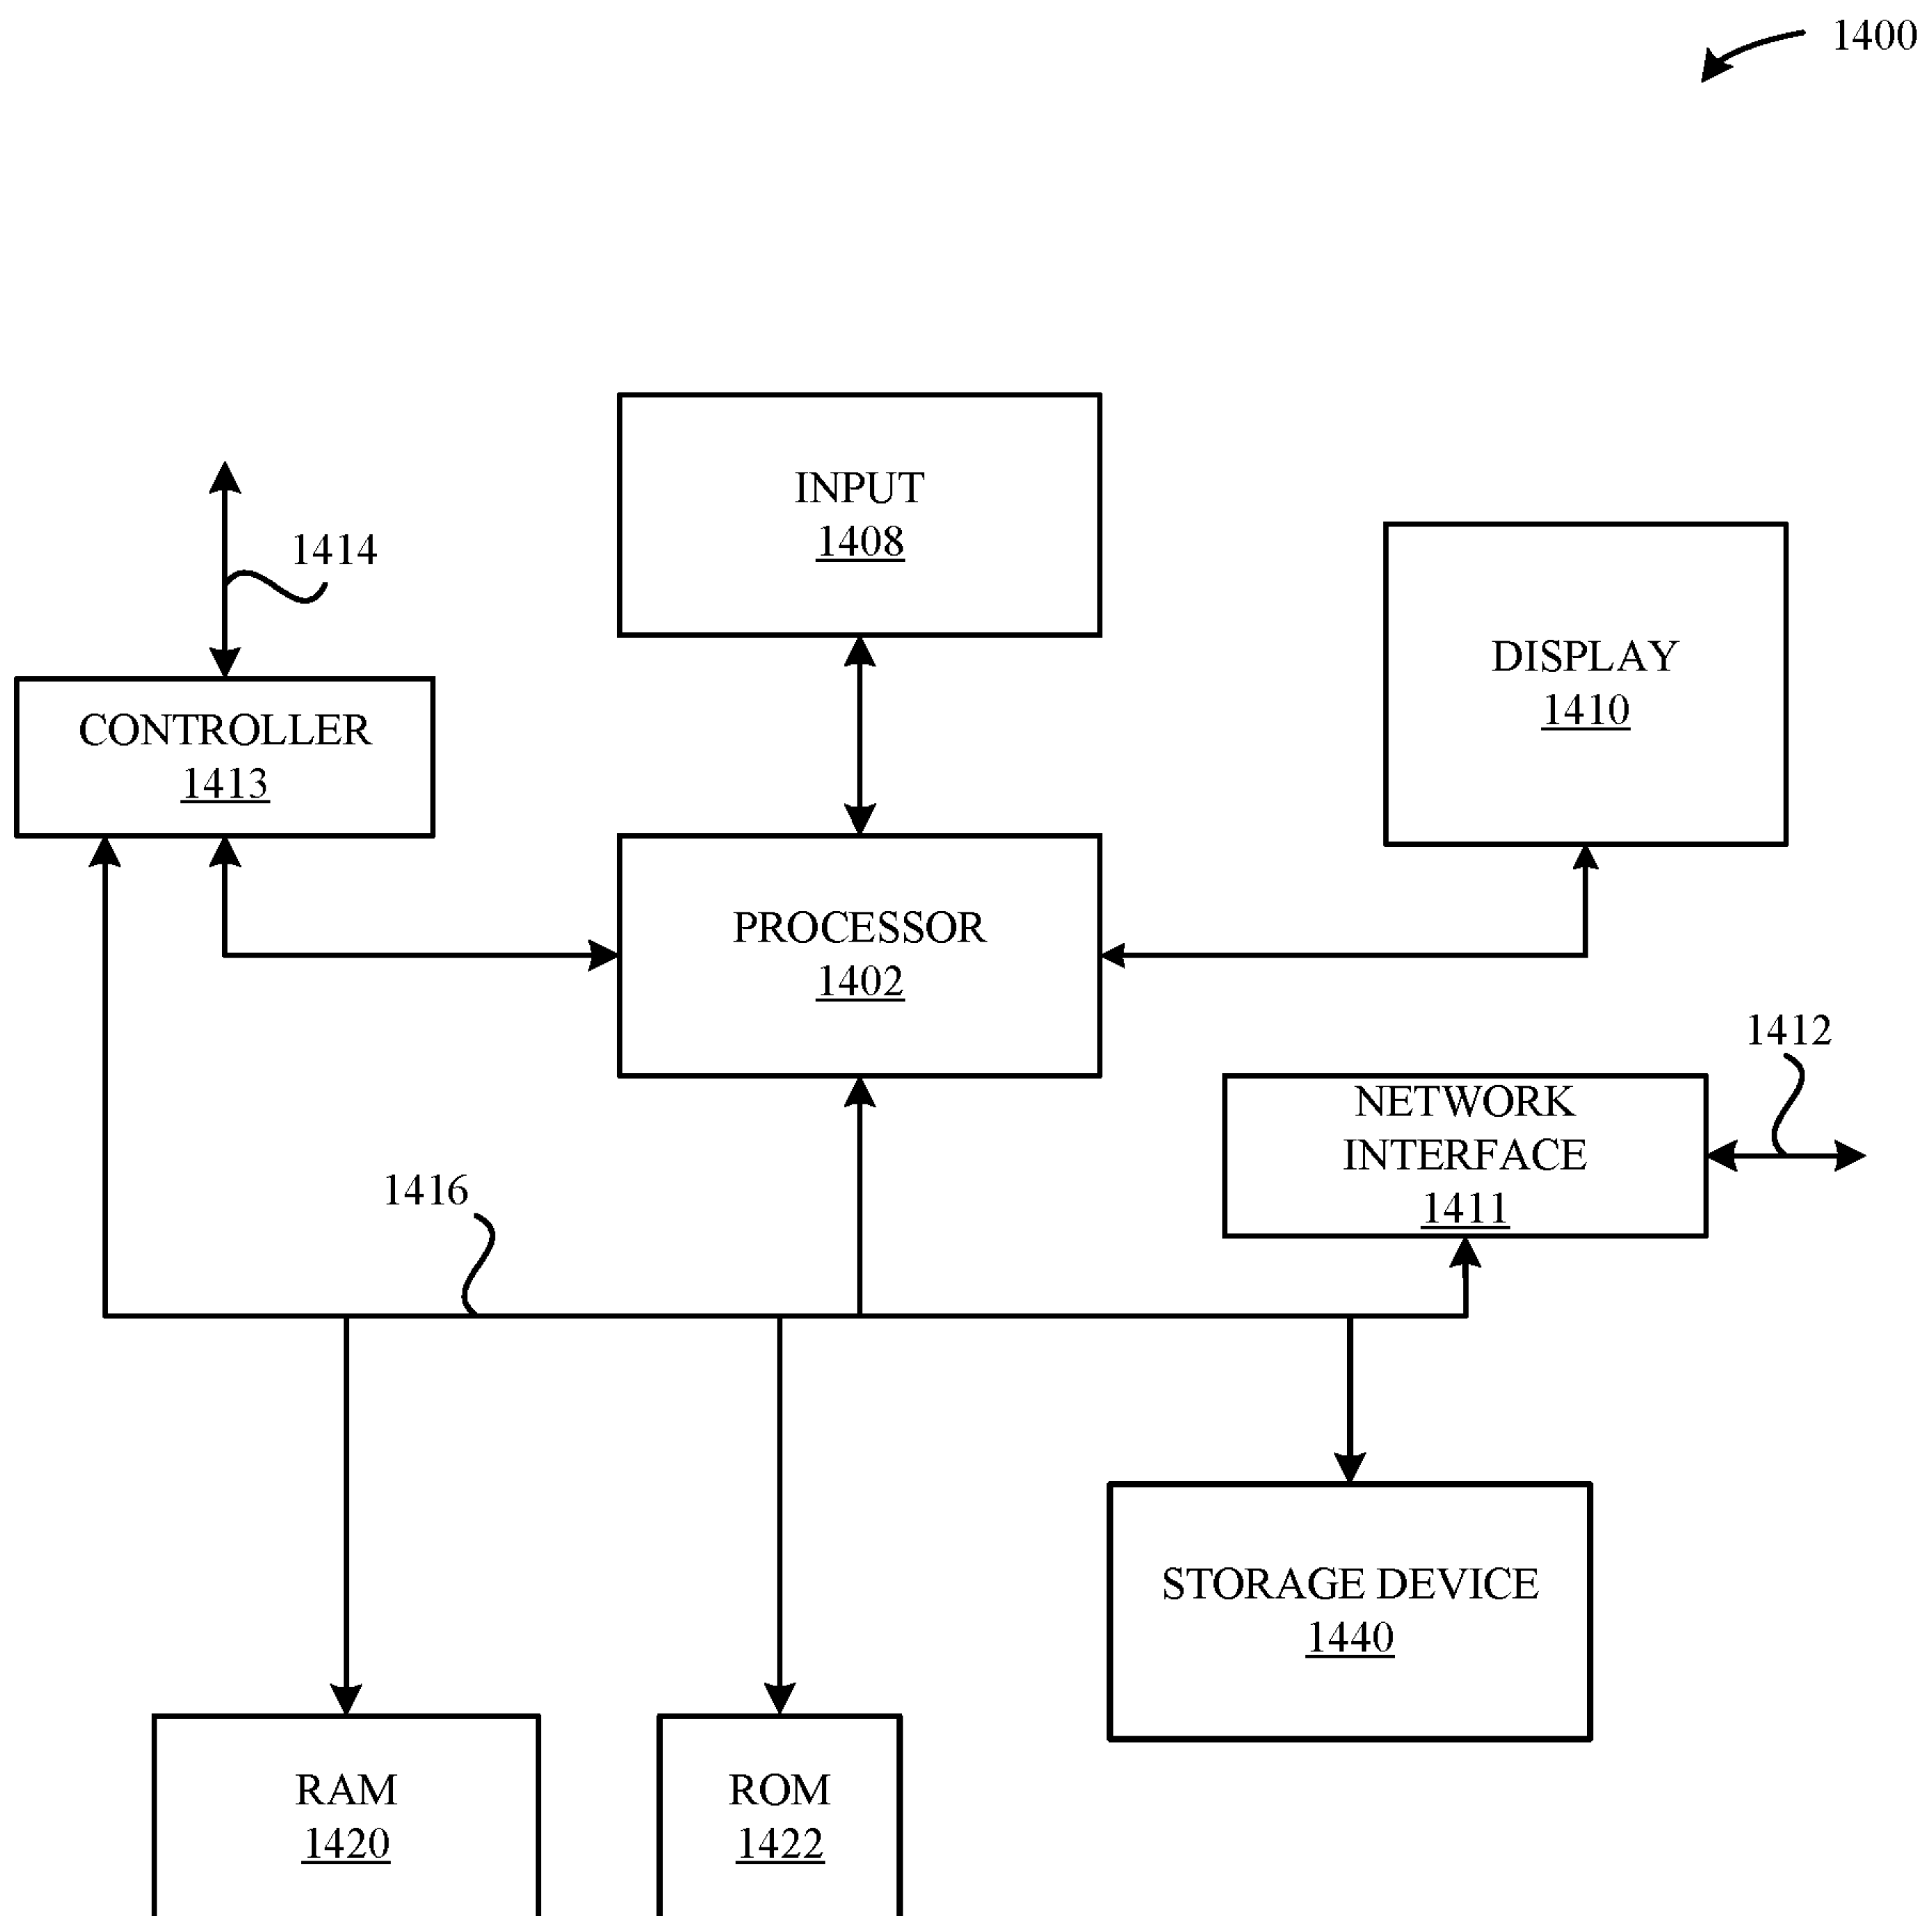 1400
INPUT
1408
1414
DISPLAY
1410
CONTROLLER
1413
PROCESSOR
1402
1412
NETWORK
INTERFACE
1411
1416
STORAGE DEVICE
1440
RAM
1420
ROM
1422